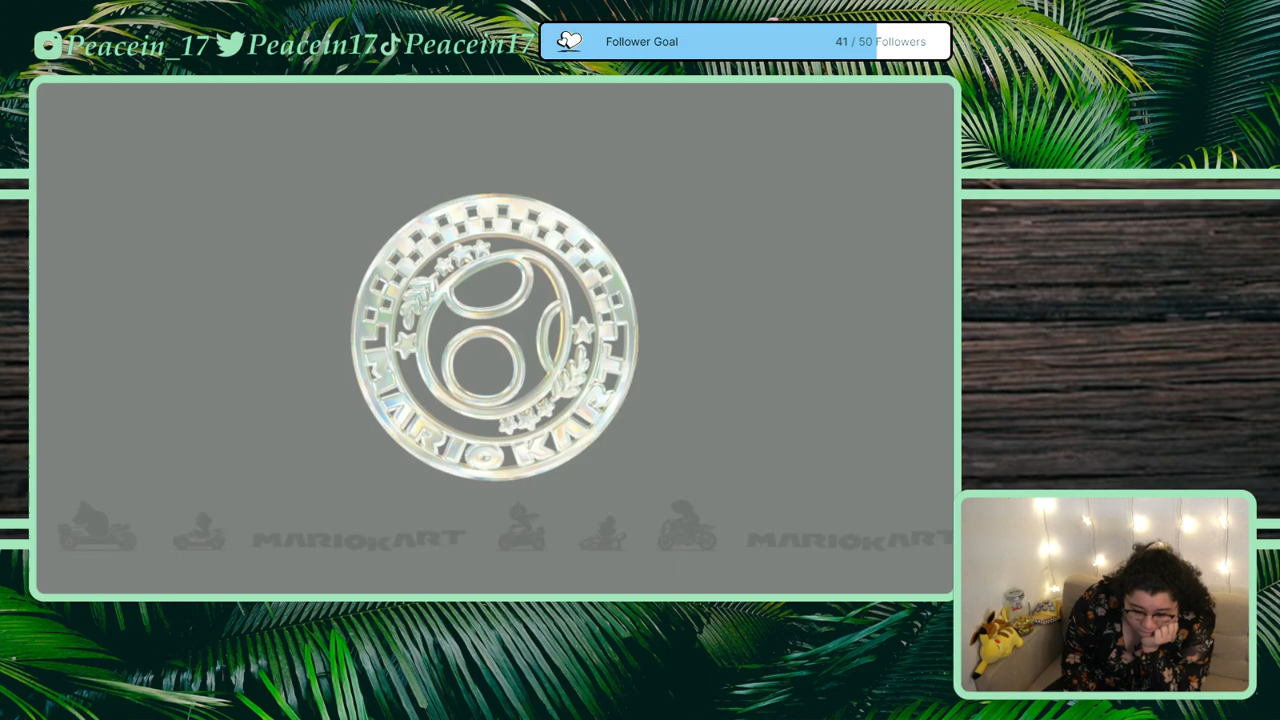 Peacein_17 Peacein17 Peacein17
Follower Goal 41 / 50 Followers
MARIO KART
MARIOKART MARIOKART